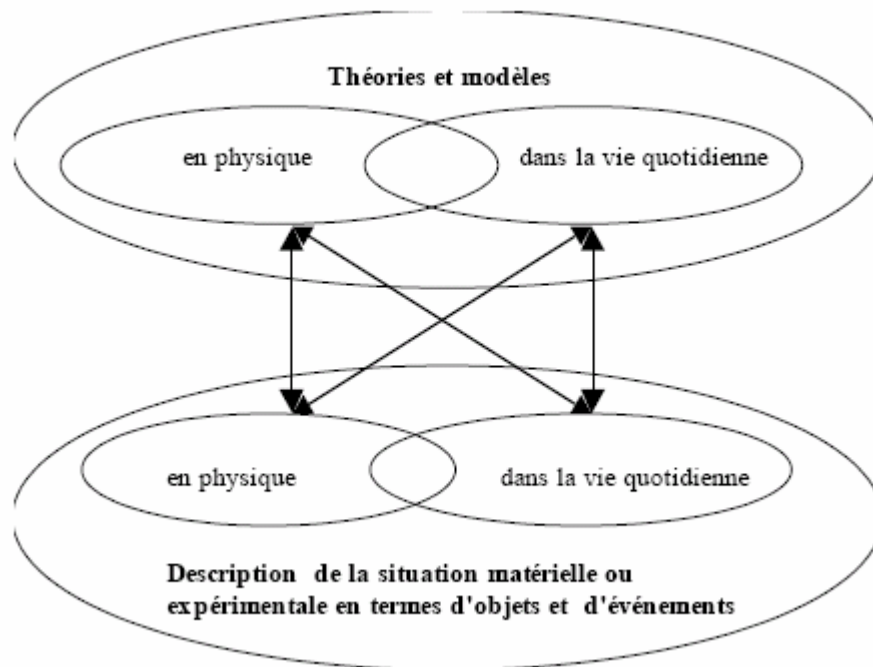 Théories et modèles
en physique
dans la vie quotidienne
en physique
dans la vie quotidienne
Description de la situation matérielle ou
expérimentale en termes d'objets et d'événements